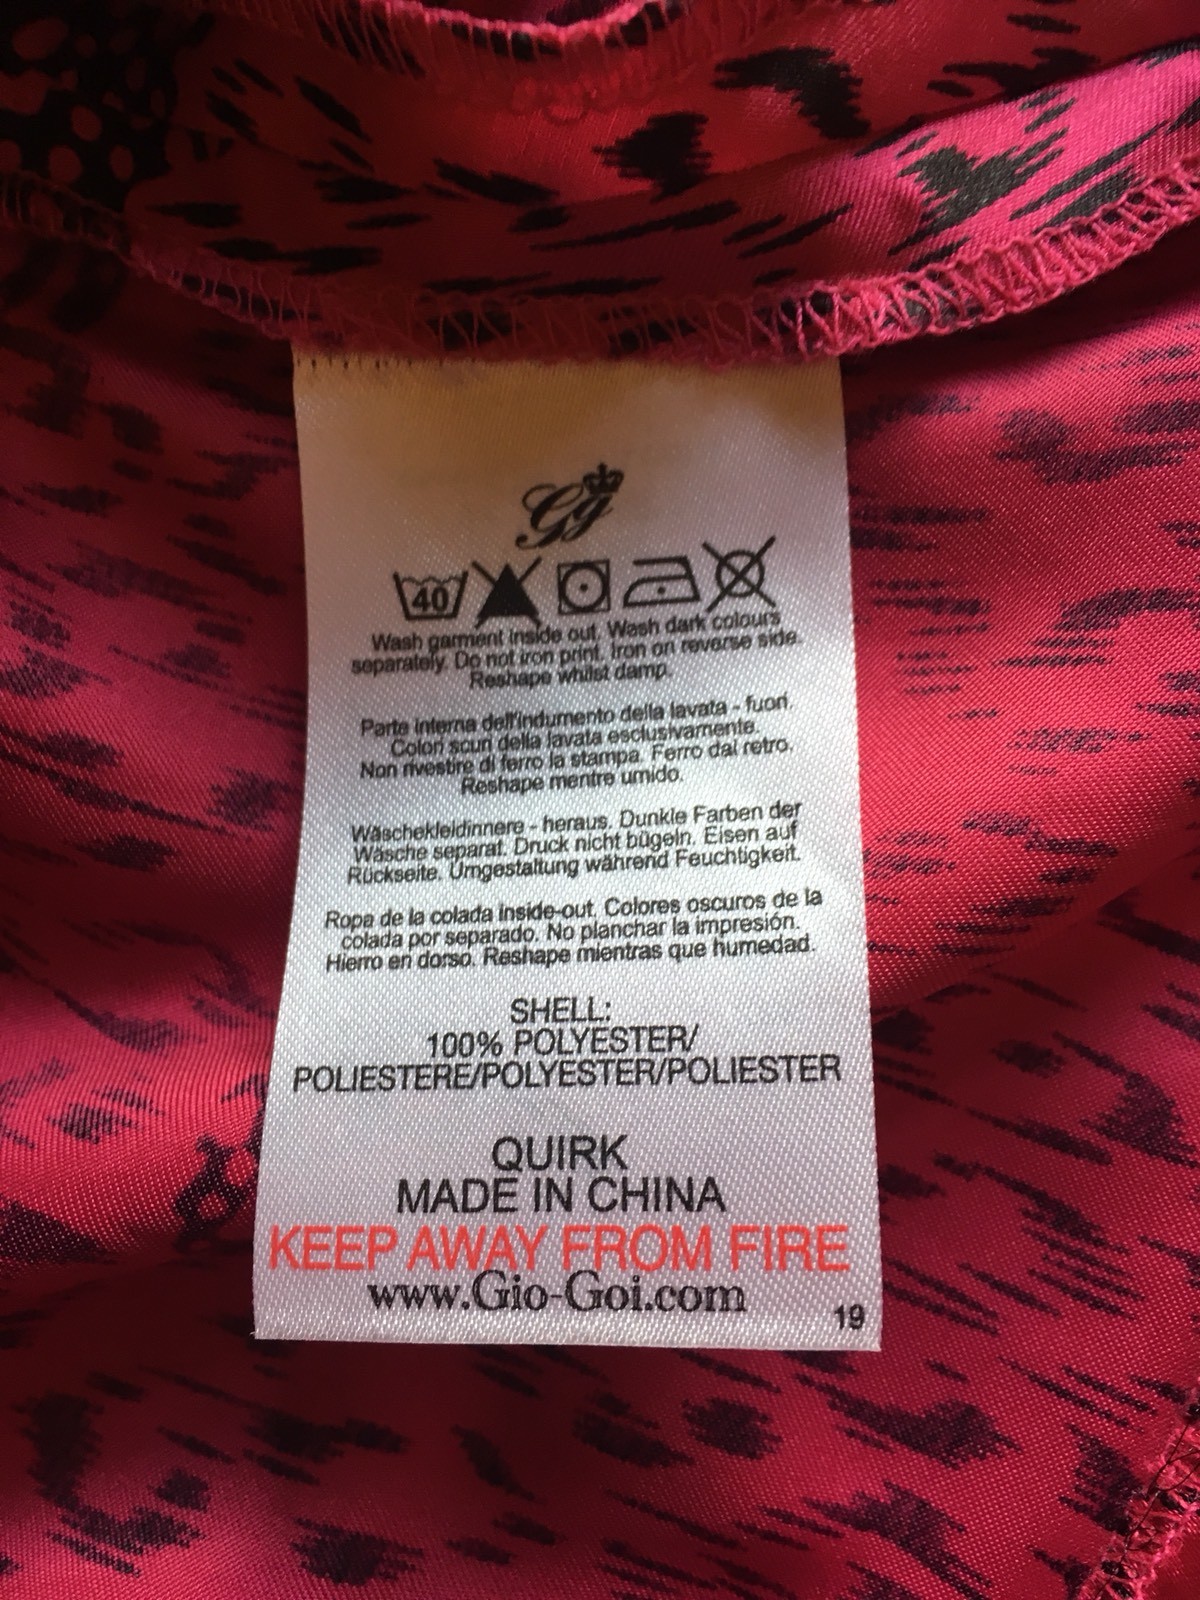 Gg
40
Wash garment inside out. Wash dark colours
separately. Do not iron print. Iron on reverse side.
Reshape whilst damp.
Parte interna dell'indumento della lavata - fuori.
Colori scuri della lavata esclusivamente.
Non rivestire di ferro la stampa. Ferro dal retro.
Reshape mentre umido.
Wäschekleidinnere - heraus. Dunkle Farben der
Wäsche separat. Druck nicht bügeln. Eisen auf
Rückseite. Umgestaltung während Feuchtigkeit.
Ropa de la colada inside-out. Colores oscuros de la
colada por separado. No planchar la impresión.
Hierro en dorso. Reshape mientras que humedad.
SHELL:
100% POLYESTER/
POLIESTERE/POLYESTER/POLIESTER
QUIRK
MADE IN CHINA
KEEP AWAY FROM FIRE
www.Gio-Goi.com
19